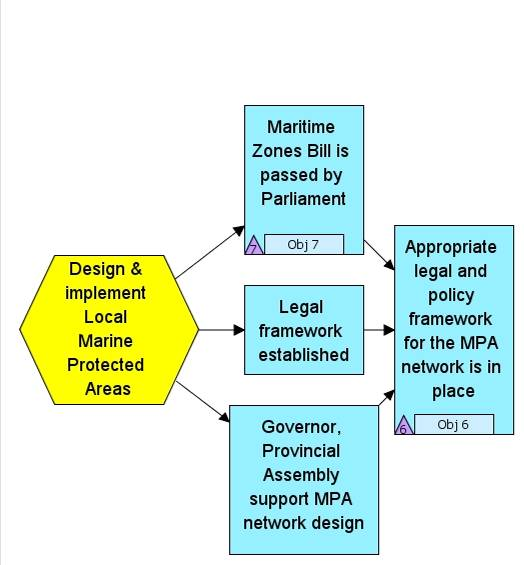 Design &
implement
Local
Marine
Protected
Areas
Maritime
Zones Bill is
passed by
Parliament
7
Obj 7
Legal
framework
established
Governor,
Provincial
Assembly
support MPA
network design
Appropriate
legal and
policy
framework
for the MPA
network is in
place
6
Obj 6